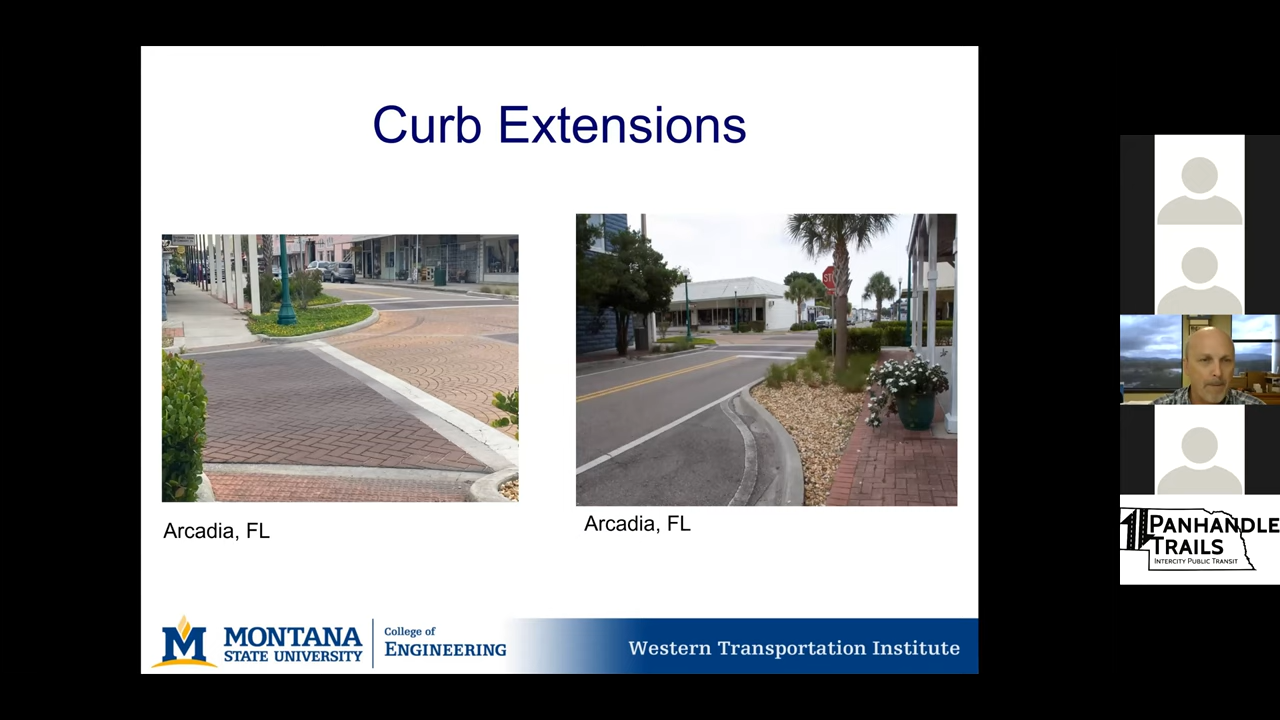 Curb Extensions
Arcadia, FL
Arcadia, FL
M
MONTANA
STATE UNIVERSITY
College of
ENGINEERING
Western Transportation Institute
PANHANDLE
TRAILS
INTERCITY PUBLIC TRANSIT